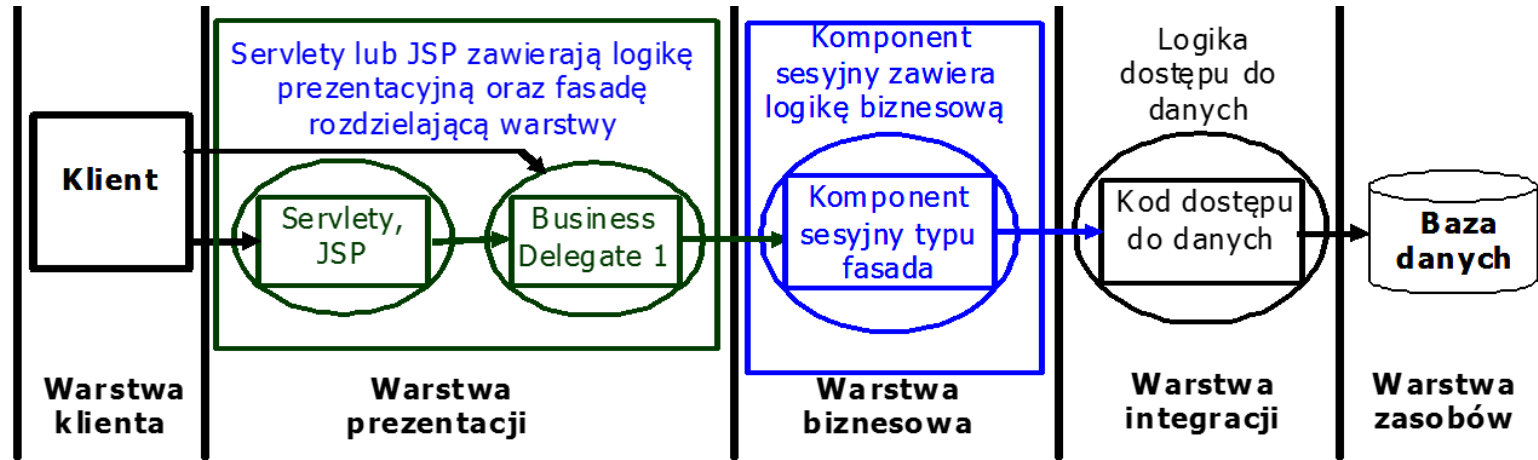 Klient
Warstwa
klienta
Servlety lub JSP zawierają logikę
prezentacyjną oraz fasadę
rozdzielającą warstwy
Servlety,
JSP
Business
Delegate 1
Warstwa
prezentacji
Komponent
sesyjny zawiera
logikę biznesową
Komponent
sesyjny typu
fasada
Warstwa
biznesowa
Logika
dostępu do
danych
Kod dostępu
do danych
Warstwa
integracji
Baza
danych
Warstwa
zasobów